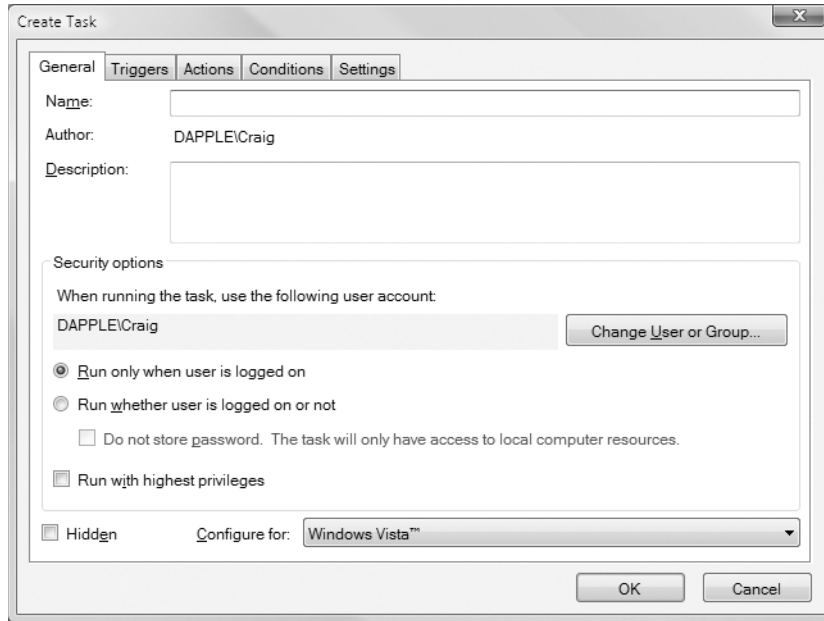 Create Task
General Triggers Actions Conditions Settings
Name:
Author: DAPPLE\Craig
Description:
Security options
When running the task, use the following user account:
DAPPLE\Craig Change User or Group...
Run only when user is logged on
Run whether user is logged on or not
Do not store password. The task will only have access to local computer resources.
Run with highest privileges
Hidden Configure for: Windows Vista™
OK Cancel